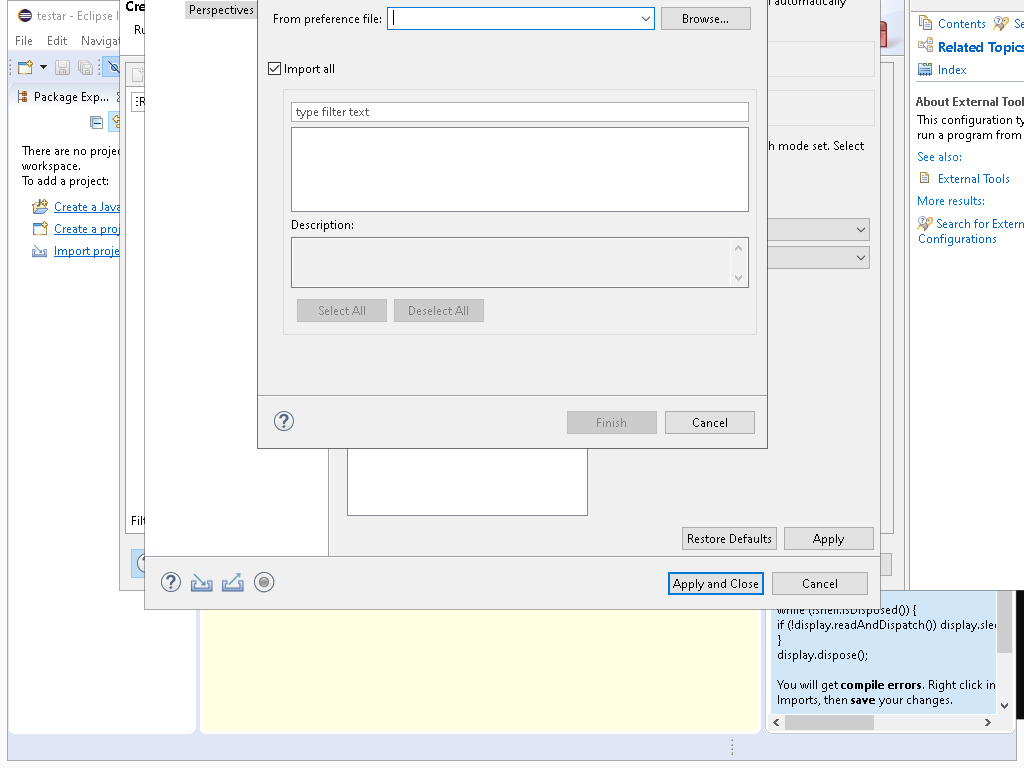 testar - Eclipse I
File Edit Navigat
Package Exp...
There are no proje
workspace.
To add a project:
Create a Java
Create a proj
Import proje
Cre
Ru
Filt
Perspectives
From preference file:
Browse...
Import all
type filter text
Description:
Select All
Deselect All
Finish
Cancel
automatically
h mode set. Select
Restore Defaults
Apply
Apply and Close
Cancel
Contents
Se
Related Topics
Index
About External Tool
This configuration ty
run a program from
See also:
External Tools
More results:
Search for Extern
Configurations
while (!shell.isDisposed()) {
if (!display.readAndDispatch()) display.slee
}
display.dispose();
You will get compile errors. Right click in
Imports, then save your changes.